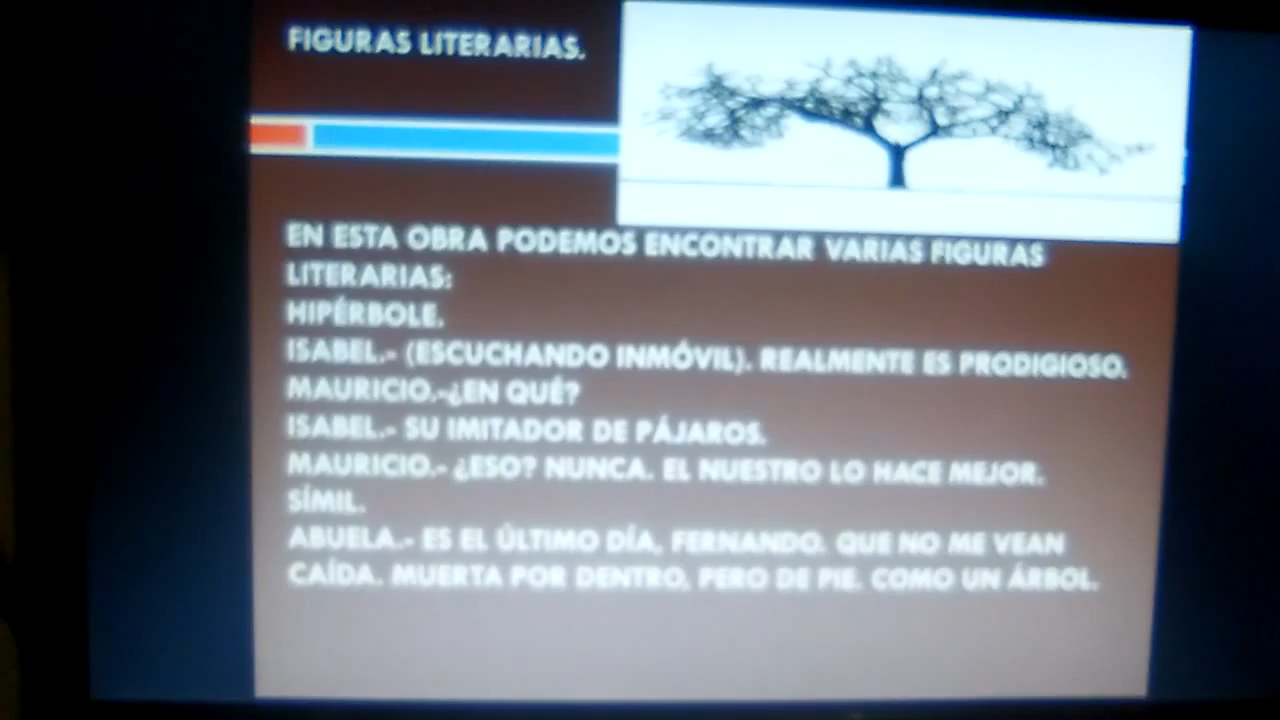 FIGURAS LITERARIAS.
EN ESTA OBRA PODEMOS ENCONTRAR VARIAS FIGURAS
LITERARIAS:
HIPÉRBOLE.
ISABEL.- (ESCUCHANDO INMÓVIL). REALMENTE ES PRODIGIOSO.
MAURICIO.-¿EN QUÉ?
ISABEL.- SU IMITADOR DE PÁJAROS.
MAURICIO.- ¿ESO? NUNCA. EL NUESTRO LO HACE MEJOR.
SÍMIL.
ABUELA.- ES EL ÚLTIMO DÍA, FERNANDO. QUE NO ME VEAN
CAÍDA. MUERTA POR DENTRO, PERO DE PIE. COMO UN ÁRBOL.